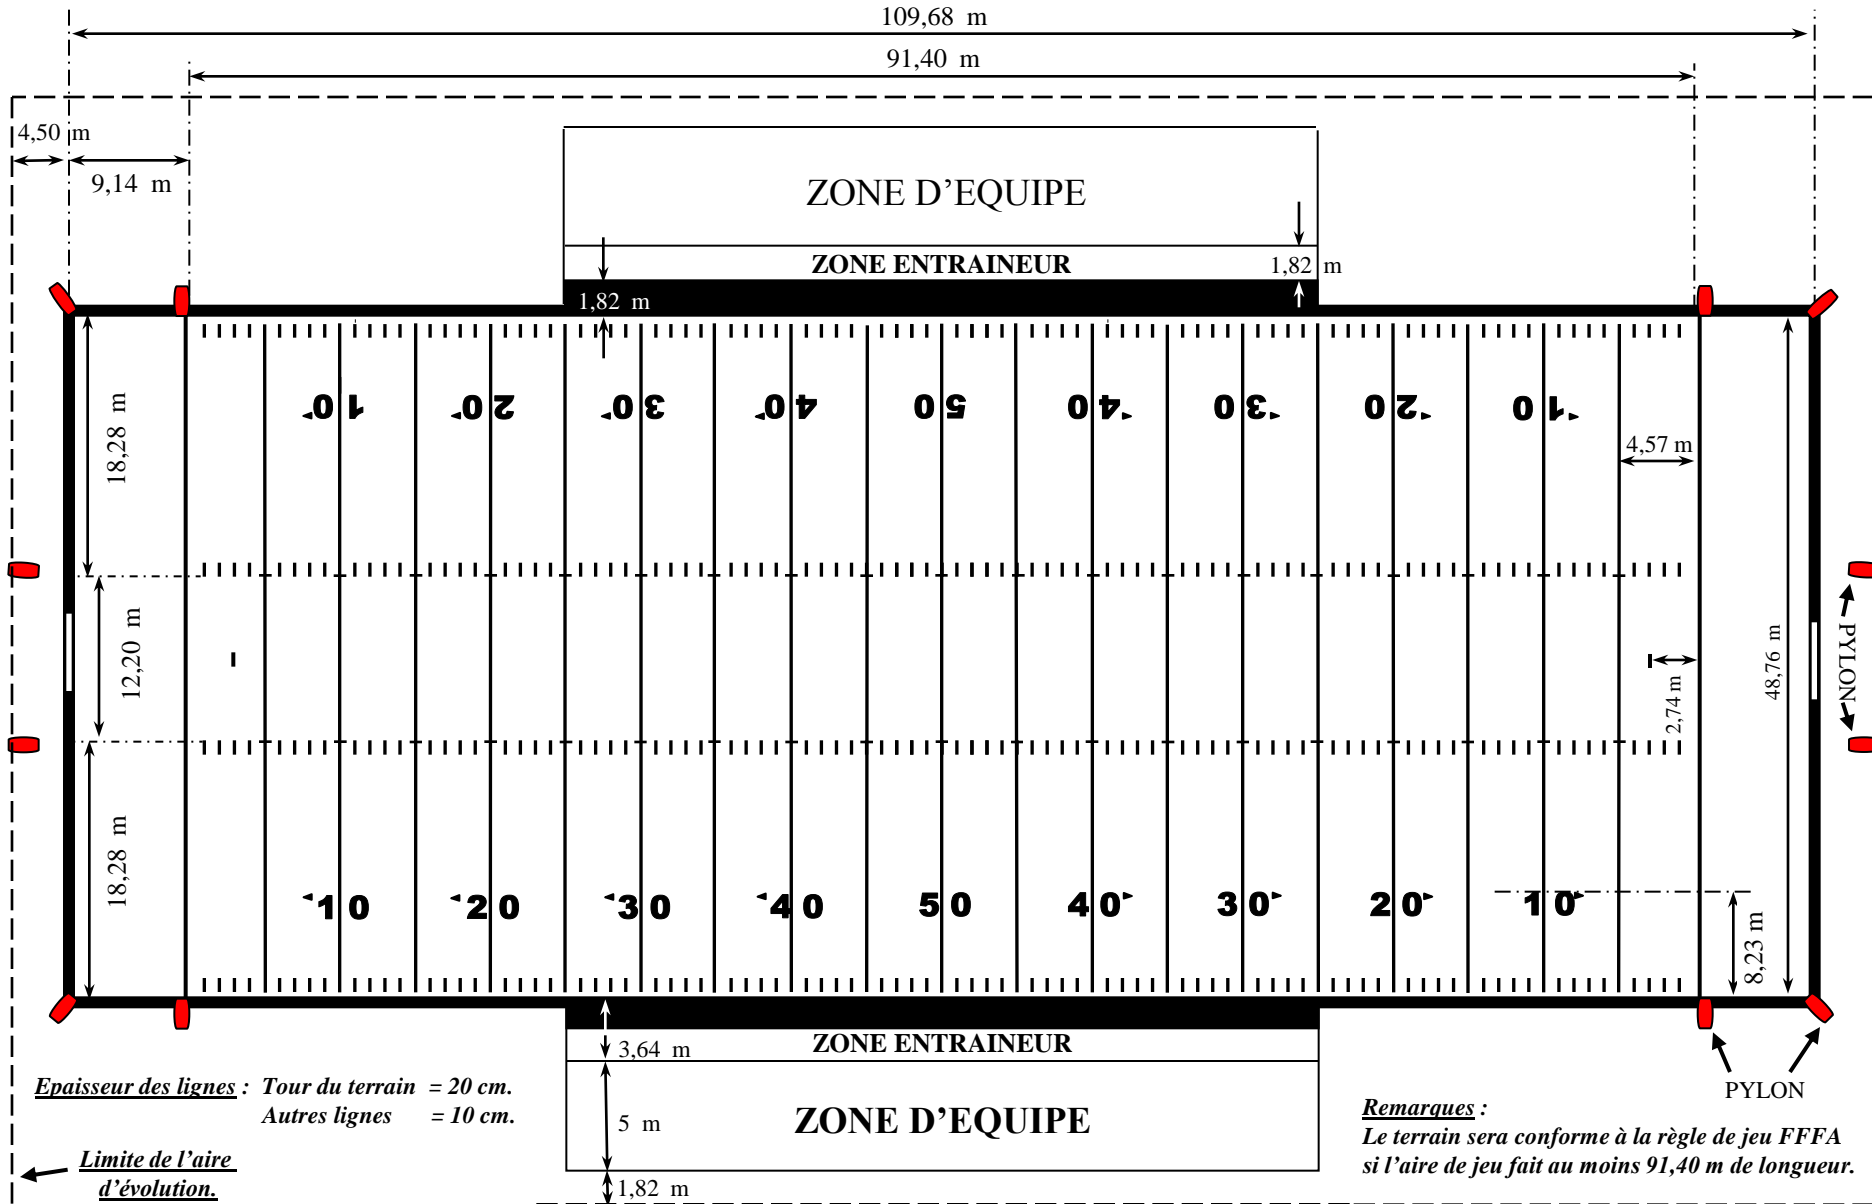 109,68 m
91,40 m
4,50 m
9,14 m
ZONE D'EQUIPE
ZONE ENTRAINEUR
1,82 m
1,82 m
10 20 30 40 50 40 30 20 10
18,28 m
4,57 m
12,20 m
2,74 m
48,76 m
PYLON
18,28 m
10 20 30 40 50 40 30 20 10
8,23 m
ZONE ENTRAINEUR
3,64 m
Epaisseur des lignes : Tour du terrain = 20 cm.
Autres lignes = 10 cm.
5 m
ZONE D'EQUIPE
PYLON
Remarques :
Le terrain sera conforme à la règle de jeu FFFA
si l'aire de jeu fait au moins 91,40 m de longueur.
Limite de l'aire
d'évolution.
1,82 m